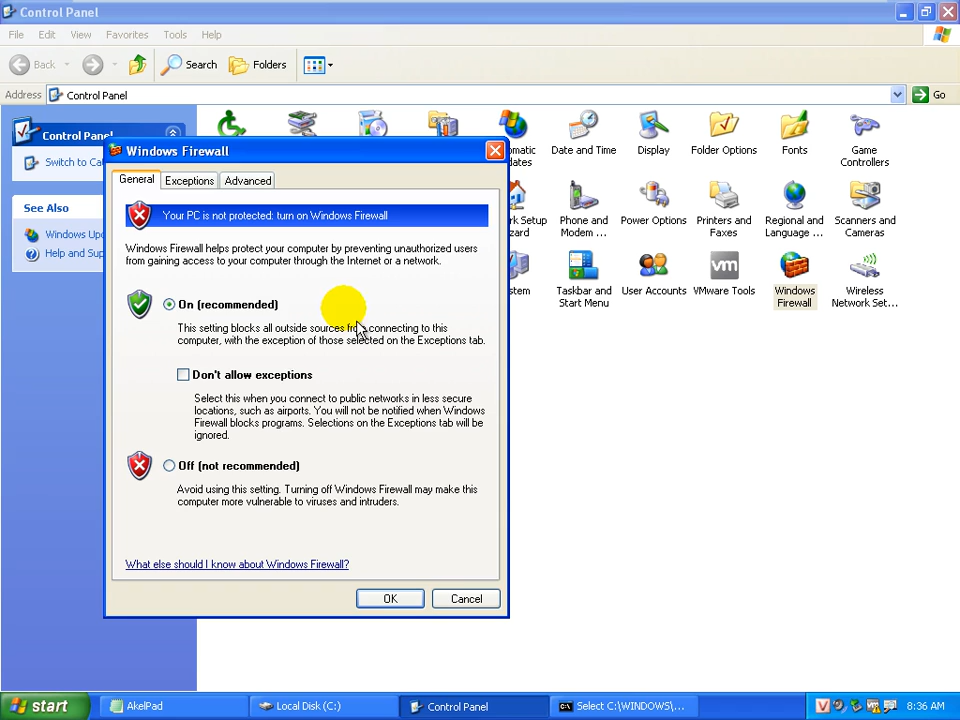 Control Panel
File Edit View Favorites Tools Help
Back Search Folders
Address Control Panel Go
Control Panel
Switch to Ca
See Also
Windows Upd
Help and Sup
Date and Time
Display
Folder Options
Fonts
Game
Controllers
Phone and
Modem ...
Power Options
Printers and
Faxes
Regional and
Language ...
Scanners and
Cameras
Taskbar and
Start Menu
User Accounts
VMware Tools
Windows
Firewall
Wireless
Network Set...
Windows Firewall
General Exceptions Advanced
Your PC is not protected: turn on Windows Firewall
Windows Firewall helps protect your computer by preventing unauthorized users
from gaining access to your computer through the Internet or a network.
On (recommended)
This setting blocks all outside sources from connecting to this
computer, with the exception of those selected on the Exceptions tab.
Don't allow exceptions
Select this when you connect to public networks in less secure
locations, such as airports. You will not be notified when Windows
Firewall blocks programs. Selections on the Exceptions tab will be
ignored.
Off (not recommended)
Avoid using this setting. Turning off Windows Firewall may make this
computer more vulnerable to viruses and intruders.
What else should I know about Windows Firewall?
OK Cancel
start AkelPad Local Disk (C:) Control Panel Select C:\WINDOWS\... 8:36 AM